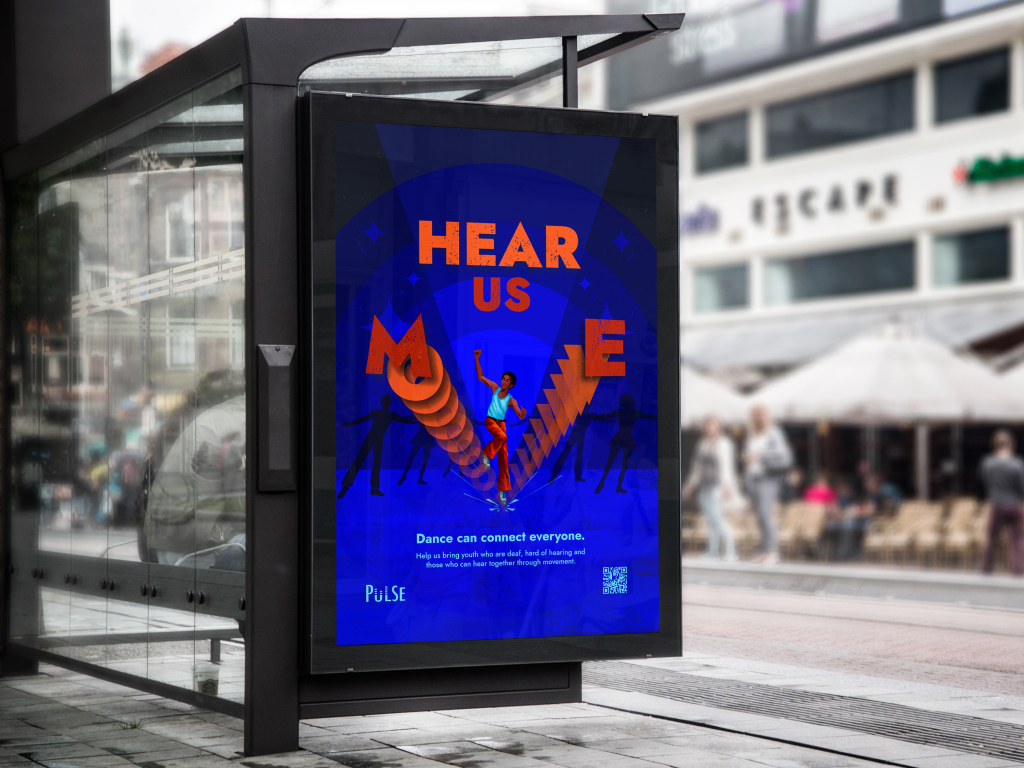 HEAR
US
MOVE
Dance can connect everyone.
Help us bring youth who are deaf, hard of hearing and
those who can hear together through movement.
PULSE
ESCAPE